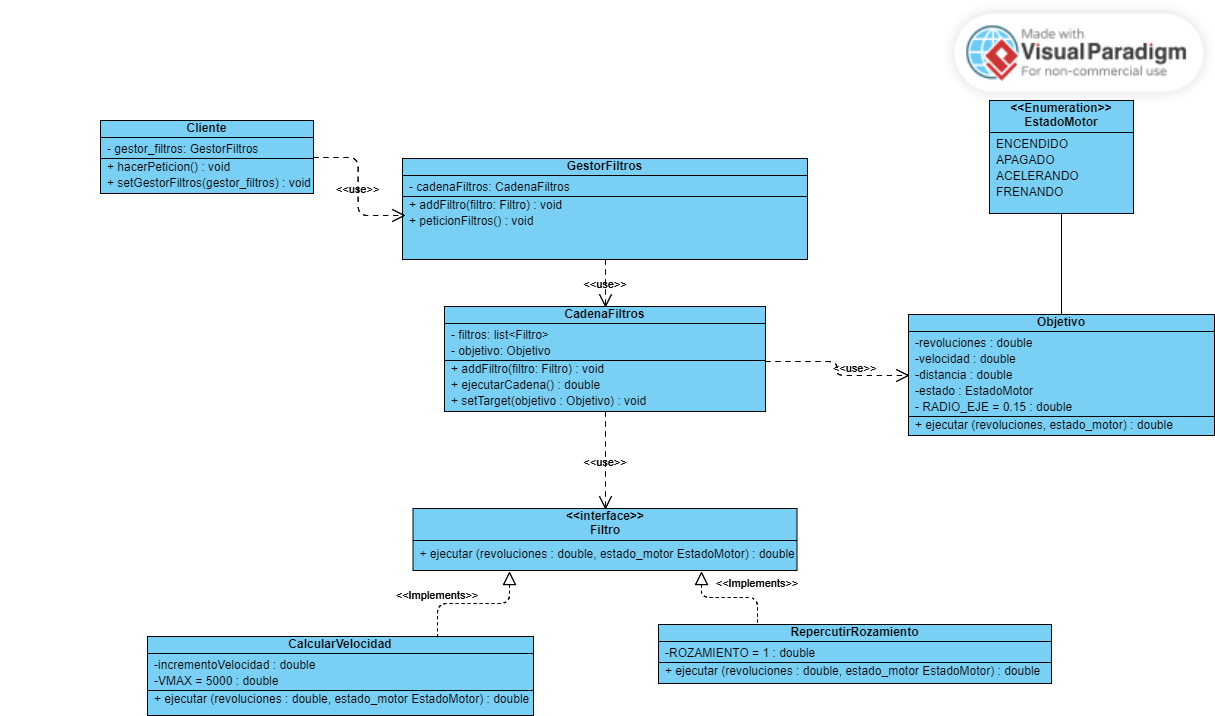 Made with
VisualParadigm
For non-commercial use
<<Enumeration>>
EstadoMotor
ENCENDIDO
APAGADO
ACELERANDO
FRENANDO
Cliente
- gestor_filtros: GestorFiltros
+ hacerPeticion() : void
+ setGestorFiltros(gestor_filtros) : void
<<use>>
GestorFiltros
- cadenaFiltros: CadenaFiltros
+ addFiltro(filtro: Filtro) : void
+ peticionFiltros() : void
<<use>>
CadenaFiltros
- filtros: list<Filtro>
- objetivo: Objetivo
+ addFiltro(filtro: Filtro) : void
+ ejecutarCadena() : double
+ setTarget(objetivo : Objetivo) : void
<<use>>
Objetivo
-revoluciones : double
-velocidad : double
-distancia : double
-estado : EstadoMotor
- RADIO_EJE = 0.15 : double
+ ejecutar (revoluciones, estado_motor) : double
<<use>>
<<interface>>
Filtro
+ ejecutar (revoluciones : double, estado_motor EstadoMotor) : double
<<Implements>>
<<Implements>>
CalcularVelocidad
-incrementoVelocidad : double
-VMAX = 5000 : double
+ ejecutar (revoluciones : double, estado_motor EstadoMotor) : double
RepercutirRozamiento
-ROZAMIENTO = 1 : double
+ ejecutar (revoluciones : double, estado_motor EstadoMotor) : double